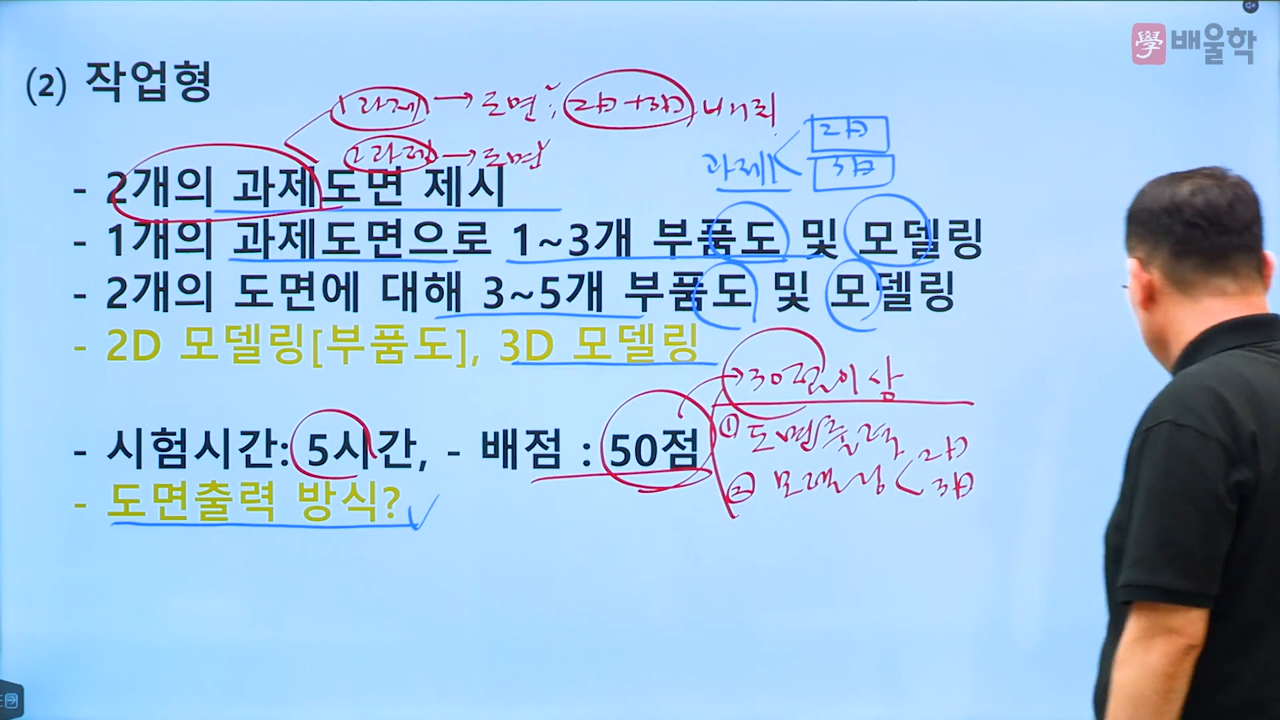 學 배울학
(2) 작업형
1과제 → 도면: 2D+3D, 배치
2과제 → 도면
과제 < 2D
3D
- 2개의 과제도면 제시
- 1개의 과제도면으로 1~3개 부품도 및 모델링
- 2개의 도면에 대해 3~5개 부품도 및 모델링
- 2D 모델링[부품도], 3D 모델링
→ 30점 이상
- 시험시간: 5시간, - 배점 : 50점
① 도면출력
② 모델링 < 2D
3D
- 도면출력 방식?